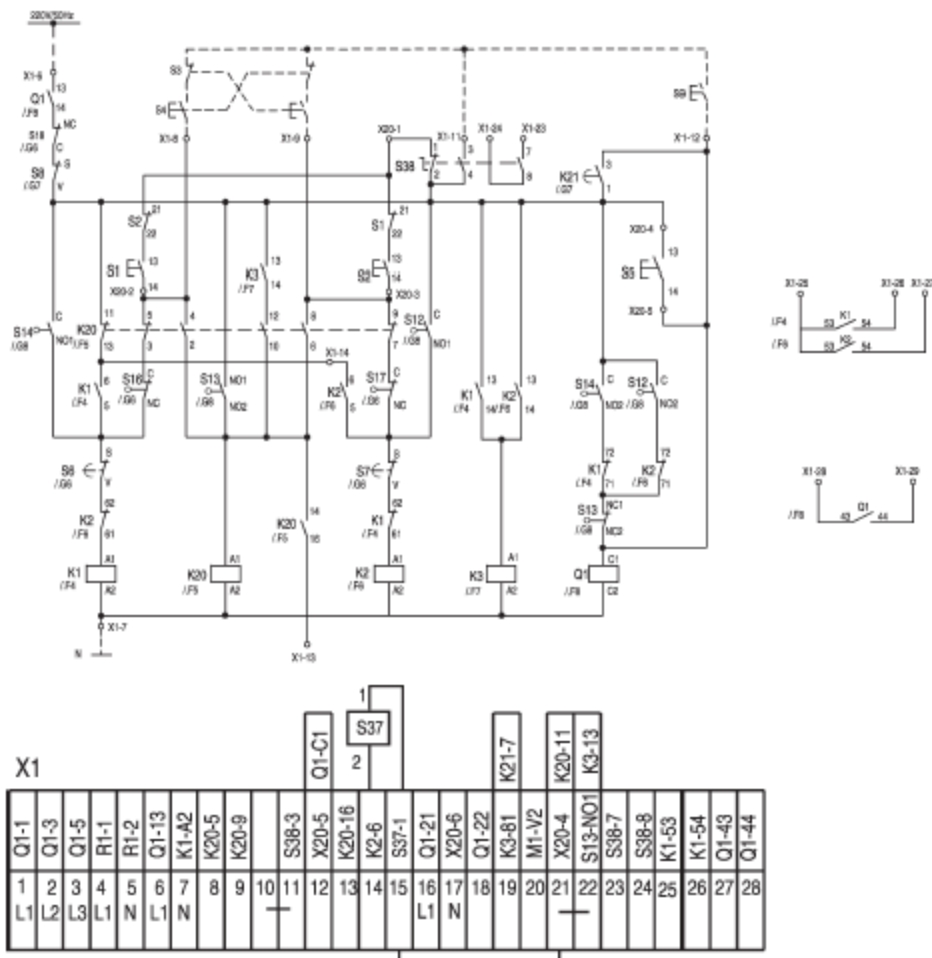 220V/50Hz
S3
X1-6
13
Q1
/.F8
14
S4
S9
NC
S18
/.G6
C
X1-8
X1-9
X20-1
X1-11
X1-24
X1-23
X1-12
S8
/.G7
S
V
S38
1
2
3
4
7
8
K21
/.G7
3
1
S2
21
22
S1
21
22
X20-4
S1
13
14
X20-2
K3
/.F7
13
14
S2
13
14
X20-3
S5
13
14
X20-5
X1-25
X1-26
S14
/.G8
C
NO1
K20
/.F5
11
13
5
3
4
2
12
10
8
6
9
7
S12
/.G8
C
NO1
/.F4
53
K1
54
/.F6
53
K2
54
X1-14
K1
/.F4
6
5
S16
/.G6
C
NC
S13
/.G8
NO1
NO2
K2
/.F6
6
5
S17
/.G6
C
NC
K1
/.F4
13
14
K2
/.F6
13
14
S14
/.G8
C
NO2
S12
/.G8
C
NO2
S6
/.G6
S
V
S7
/.G6
S
V
K1
/.F4
72
71
K2
/.F6
72
71
X1-28
X1-29
K2
/.F6
62
61
K20
/.F5
14
16
K1
/.F4
62
61
S13
/.G8
NC1
NC2
/.F8
43
Q1
44
K1
/.F4
A1
A2
K20
/.F5
A1
A2
K2
/.F6
A1
A2
K3
/.F7
A1
A2
Q1
/.F8
C1
C2
X1-7
N
X1-13
1
S37
2
X1
Q1-C1
K21-7
K20-11
K3-13
Q1-1
Q1-3
Q1-5
R1-1
R1-2
Q1-13
K1-A2
K20-5
K20-9
S38-3
X20-5
K20-16
K2-6
S37-1
Q1-21
X20-6
Q1-22
K3-81
M1-V2
X20-4
S13-NO1
S38-7
S38-8
K1-53
K1-54
Q1-43
Q1-44
1 2 3 4 5 6 7 8 9 10 11 12 13 14 15 16 17 18 19 20 21 22 23 24 25 26 27 28
L1 L2 L3 L1 N L1 N L1 N